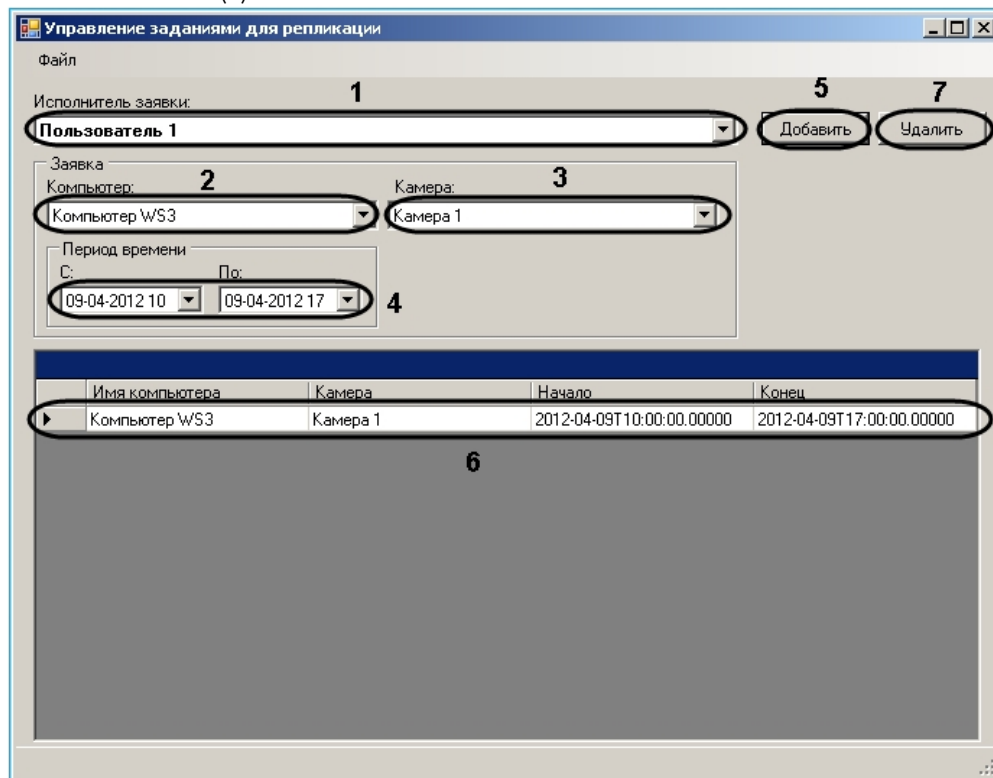 Управление заданиями для репликации
Файл
1
5
7
Исполнитель заявки:
Пользователь 1
Добавить
Удалить
Заявка
2
3
Компьютер:
Камера:
Компьютер WS3
Камера 1
Период времени
С:
По:
09-04-2012 10
09-04-2012 17
4
Имя компьютера
Камера
Начало
Конец
Компьютер WS3
Камера 1
2012-04-09T10:00:00.00000
2012-04-09T17:00:00.00000
6